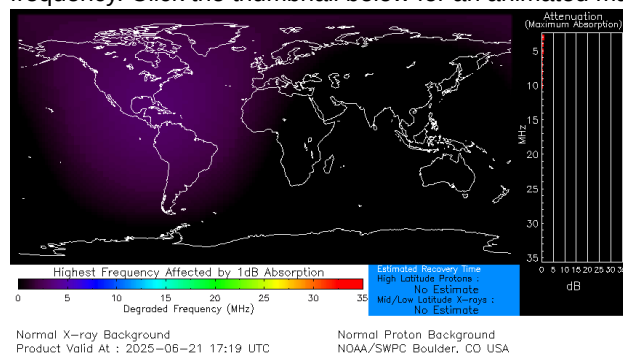 frequency. Click the thumbnail below for an animated
Attenuation
(Maximum Absorption)
5
10
15
20
25
30
35
MHz
0 5 10 15 20 25 30
dB
Highest Frequency Affected by 1dB Absorption
0 5 10 15 20 25 30 35
Degraded Frequency (MHz)
Estimated Recovery Time
High Latitude Protons :
No Estimate
Mid/Low Latitude X-rays :
No Estimate
Normal X-ray Background
Normal Proton Background
Product Valid At : 2025-06-21 17:19 UTC
NOAA/SWPC Boulder, CO USA